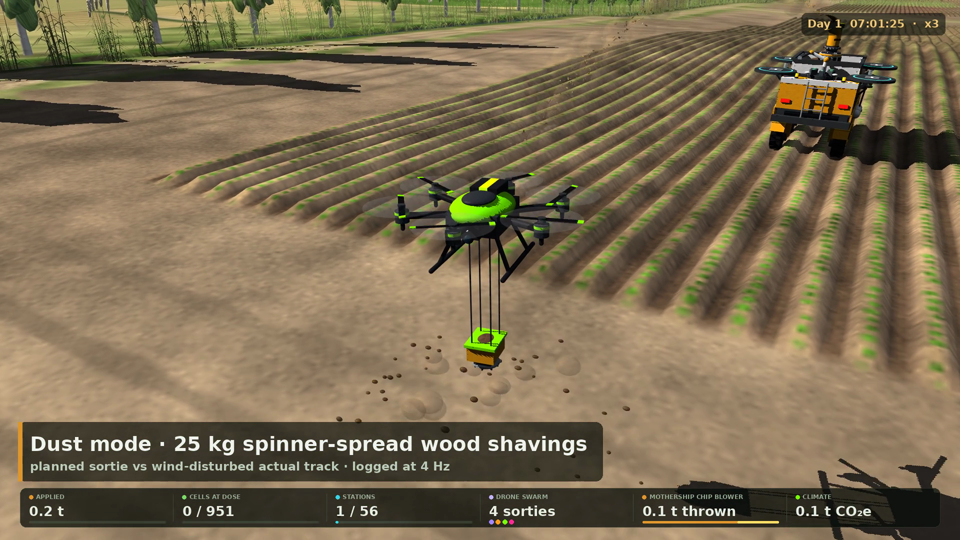 Day 1 07:01:25 · x3
Dust mode · 25 kg spinner-spread wood shavings
planned sortie vs wind-disturbed actual track · logged at 4 Hz
APPLIED
0.2 t
CELLS AT DOSE
0 / 951
STATIONS
1 / 56
DRONE SWARM
4 sorties
MOTHERSHIP CHIP BLOWER
0.1 t thrown
CLIMATE
0.1 t CO₂e